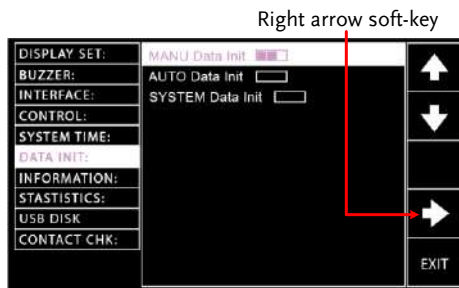 Right arrow soft-key
DISPLAY SET:
BUZZER:
INTERFACE:
CONTROL:
SYSTEM TIME:
DATA INIT:
INFORMATION:
STASTISTICS:
USB DISK
CONTACT CHK:
MANU Data Init
AUTO Data Init
SYSTEM Data Init
EXIT